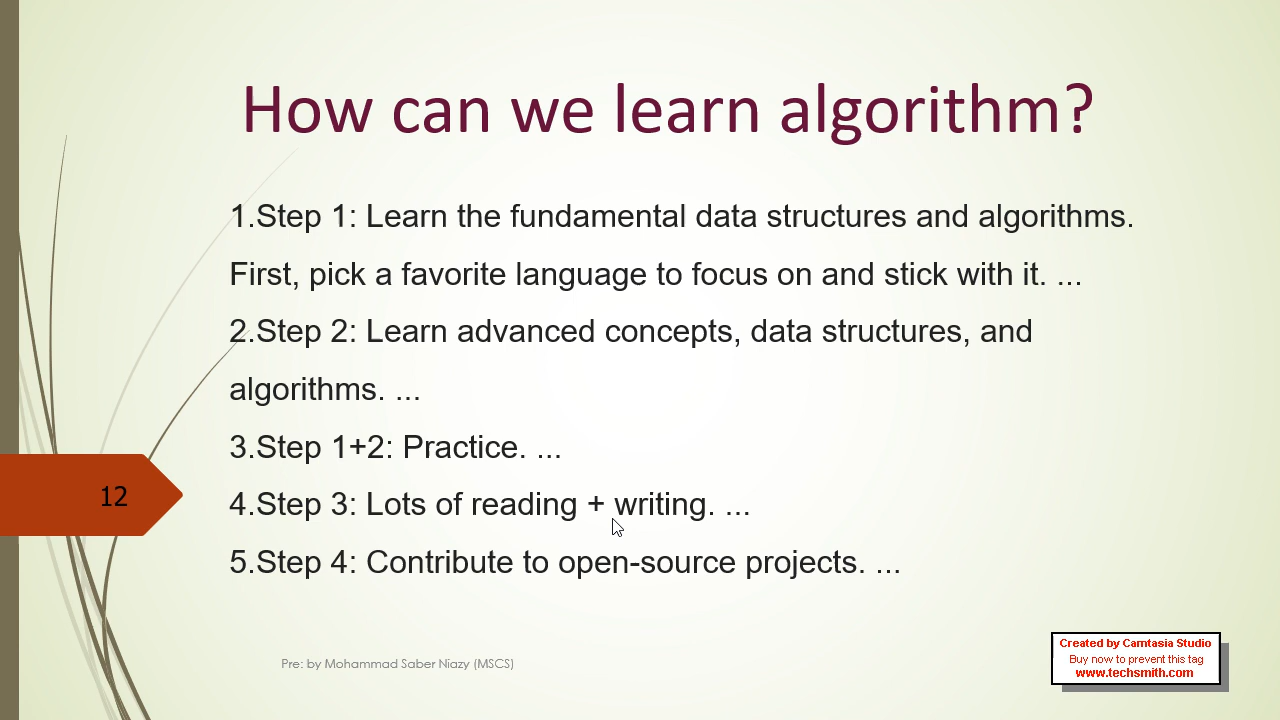 How can we learn algorithm?
1.Step 1: Learn the fundamental data structures and algorithms.
First, pick a favorite language to focus on and stick with it. ...
2.Step 2: Learn advanced concepts, data structures, and
algorithms. ...
3.Step 1+2: Practice. ...
4.Step 3: Lots of reading + writing. ...
5.Step 4: Contribute to open-source projects. ...
12
Pre: by Mohammad Saber Niazy (MSCS)
Created by Camtasia Studio
Buy now to prevent this tag
www.techsmith.com